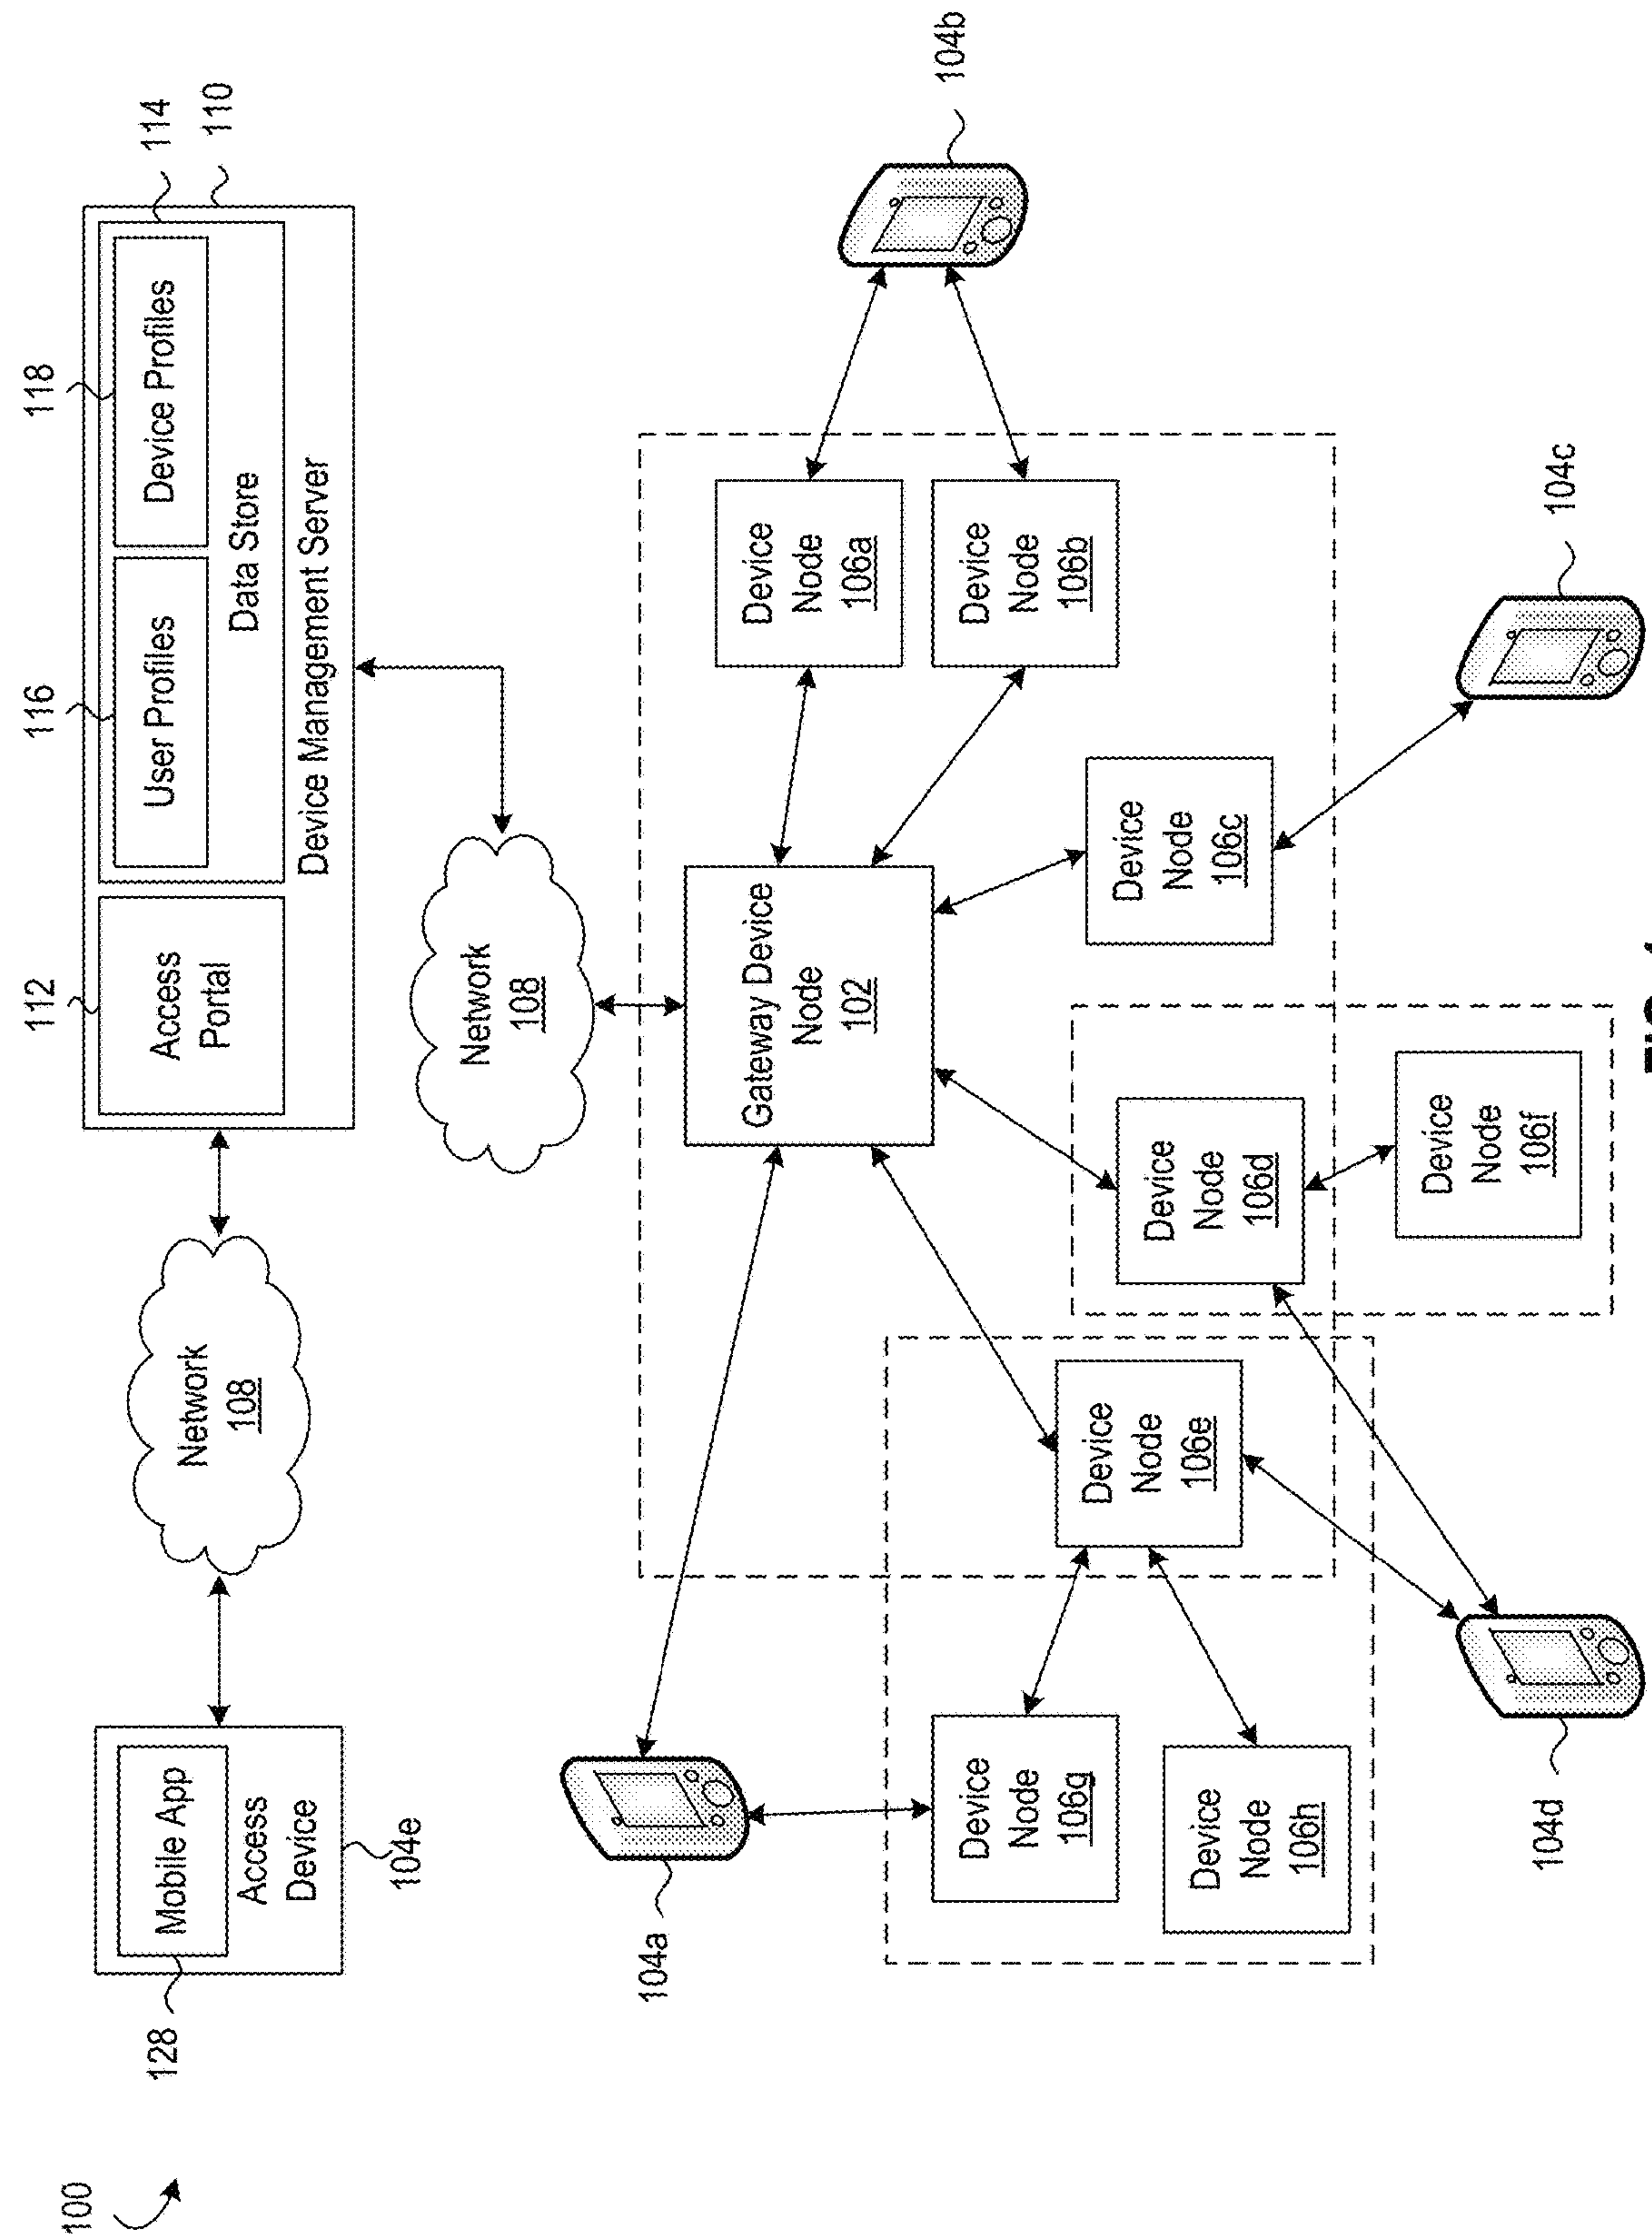 100
128
Mobile App
Access
Device
104e
Network
108
112
Access
Portal
116
User Profiles
118
Device Profiles
Data Store
Device Management Server
114
110
Network
108
104a
Gateway Device
Node
102
Device
Node
106a
Device
Node
106b
104b
Device
Node
106c
104c
Device
Node
106d
Device
Node
106e
Device
Node
106f
Device
Node
106g
Device
Node
106h
104d